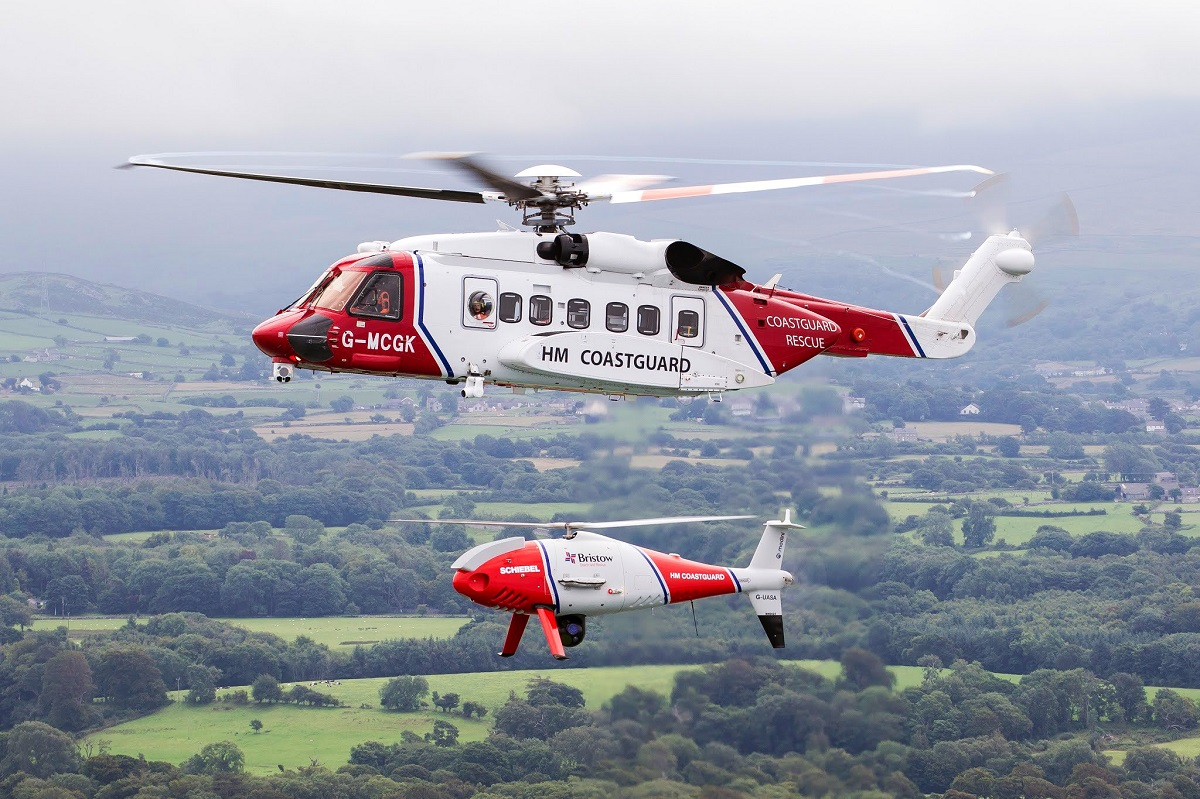 G-MCGK
HM COASTGUARD
COASTGUARD
RESCUE
SCHIEBEL
Bristow
HM COASTGUARD
G-UASA